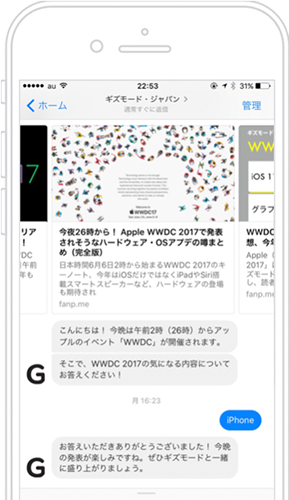 au 22:53 31%
ホーム ギズモード・ジャパン 管理
通常すぐに返信
WWDC17
今夜26時から！ Apple WWDC 2017で発表
されそうなハードウェア・OSアプデの噂まと
め（完全版）
日本時間6月6日2時から始まるWWDC 2017のキ
ーノート、今年はiOSだけではなくiPadやSiri搭
載スマートスピーカーなど、ハードウェアの登場
も期待され
fanp.me
17
リア
ギズモード
WWD
iOS 1
グラフ
WWDC
想、今年
「2017」に
fanp.me
こんにちは！ 今晩は午前2時（26時）からアッ
プルのイベント「WWDC」が開催されます。
そこで、WWDC 2017の気になる内容について
お答えください！
G
月 16:23
iPhone
お答えいただきありがとうございました！ 今晩
の発表が楽しみですね。ぜひギズモードと一緒
に盛り上がりましょう。
G